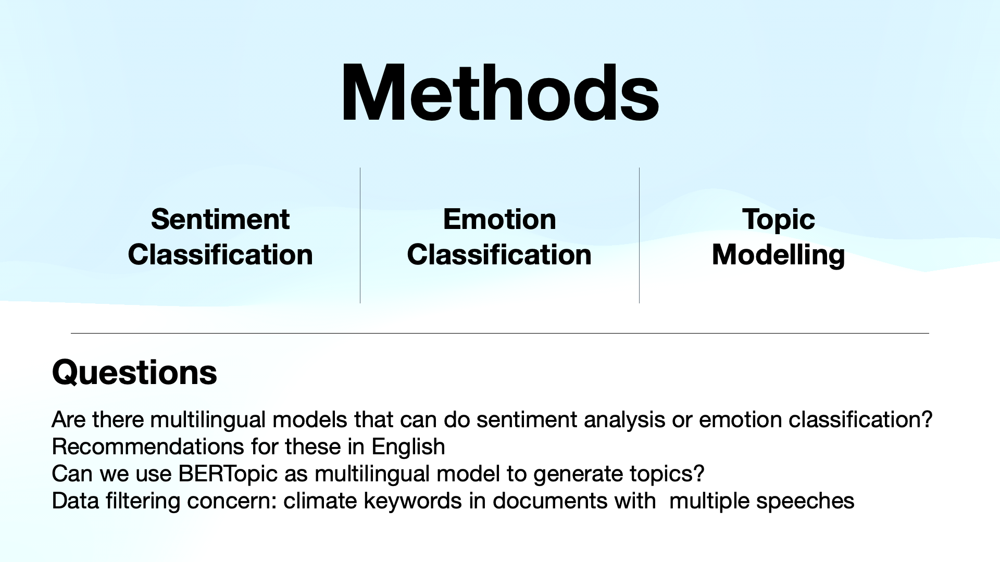 Methods
Sentiment
Classification
Emotion
Classification
Topic
Modelling
Questions
Are there multilingual models that can do sentiment analysis or emotion classification?
Recommendations for these in English
Can we use BERTopic as multilingual model to generate topics?
Data filtering concern: climate keywords in documents with  multiple speeches